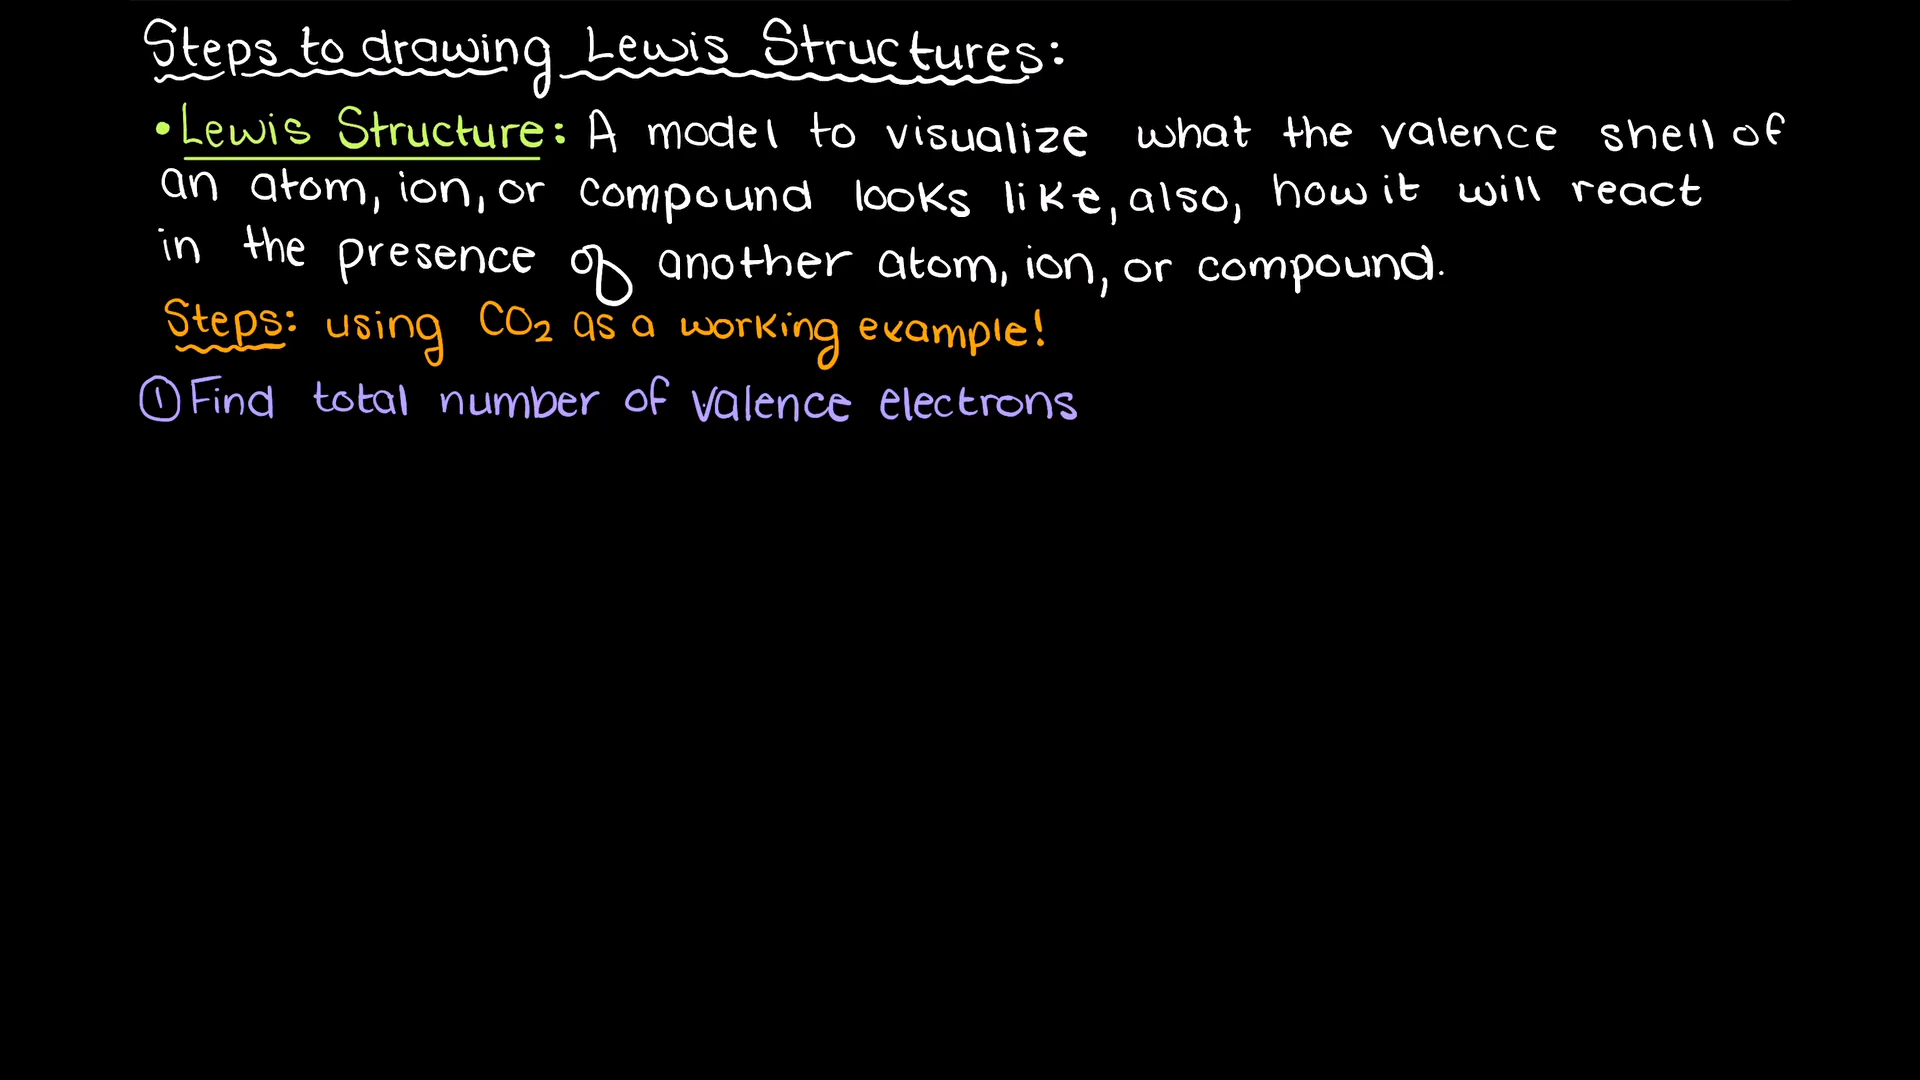 Steps to drawing Lewis Structures:
• Lewis Structure: A model to visualize what the valence shell of
an atom, ion, or compound looks like, also, how it will react
in the presence of another atom, ion, or compound.
Steps: using CO₂ as a working example!
① Find total number of valence electrons